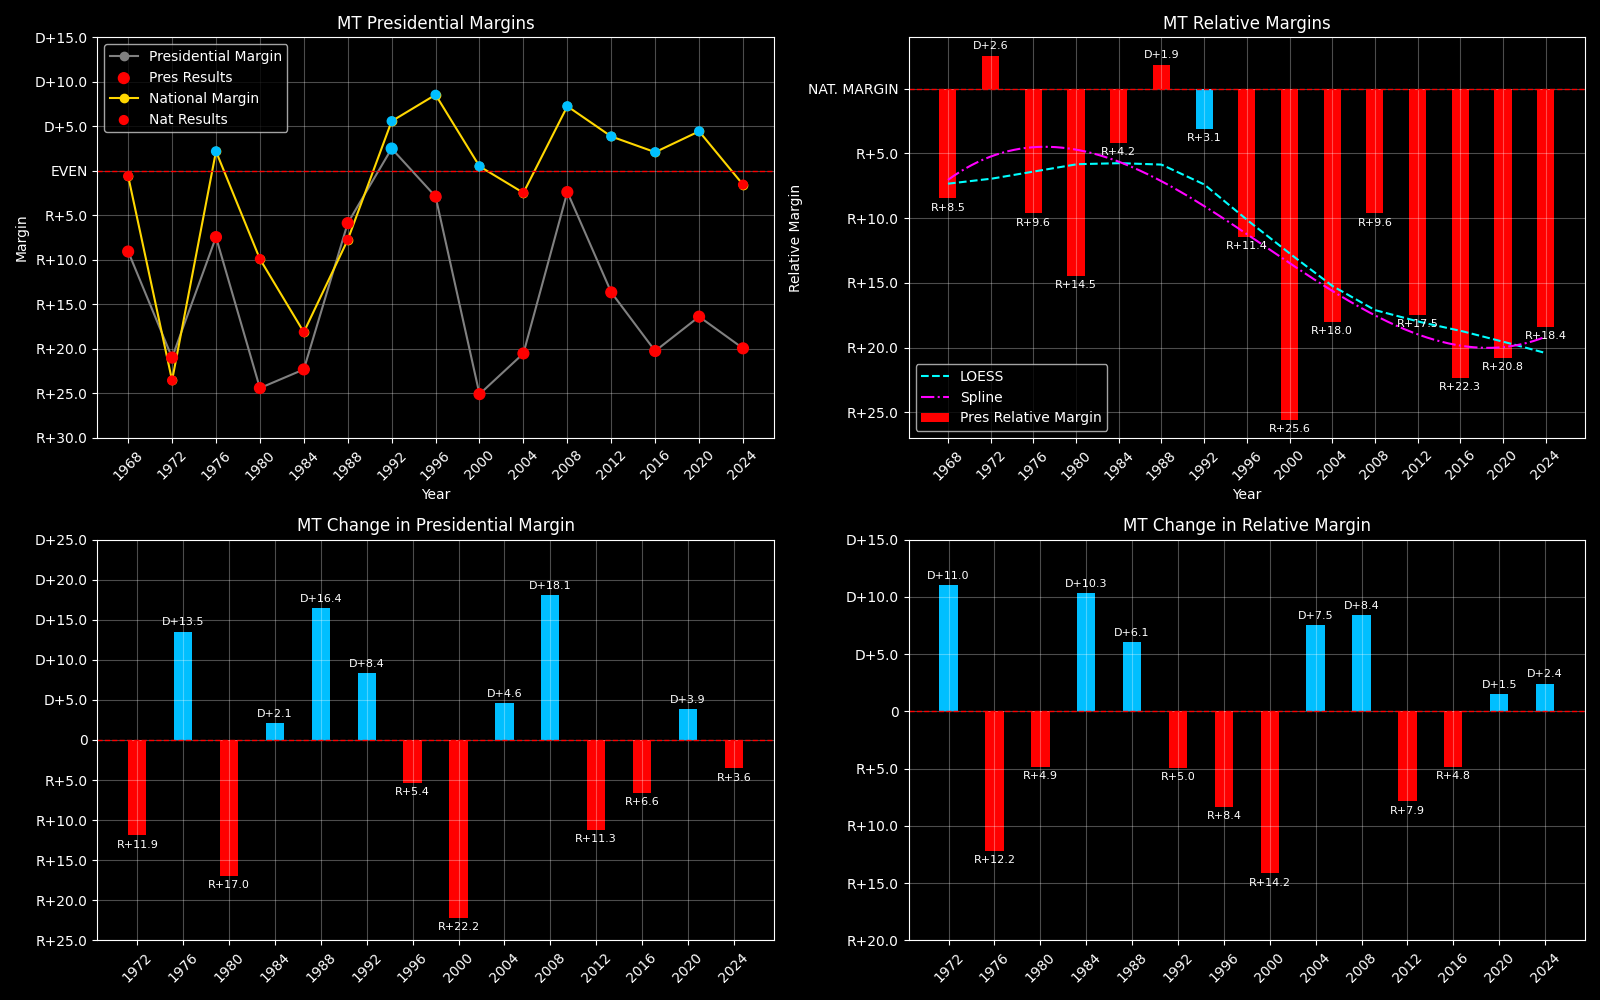 MT Presidential Margins
D+15.0
D+10.0
D+5.0
EVEN
R+5.0
R+10.0
R+15.0
R+20.0
R+25.0
R+30.0
Margin
Presidential Margin
Pres Results
National Margin
Nat Results
1968
1972
1976
1980
1984
1988
1992
1996
2000
2004
2008
2012
2016
2020
2024
Year
MT Relative Margins
NAT. MARGIN
R+5.0
R+10.0
R+15.0
R+20.0
R+25.0
Relative Margin
R+8.5
D+2.6
R+9.6
R+14.5
R+4.2
D+1.9
R+3.1
R+11.4
R+25.6
R+18.0
R+9.6
R+17.5
R+22.3
R+20.8
R+18.4
LOESS
Spline
Pres Relative Margin
1968
1972
1976
1980
1984
1988
1992
1996
2000
2004
2008
2012
2016
2020
2024
Year
MT Change in Presidential Margin
D+25.0
D+20.0
D+15.0
D+10.0
D+5.0
0
R+5.0
R+10.0
R+15.0
R+20.0
R+25.0
R+11.9
D+13.5
R+17.0
D+2.1
D+16.4
D+8.4
R+5.4
R+22.2
D+4.6
D+18.1
R+11.3
R+6.6
D+3.9
R+3.6
1972
1976
1980
1984
1988
1992
1996
2000
2004
2008
2012
2016
2020
2024
MT Change in Relative Margin
D+15.0
D+10.0
D+5.0
0
R+5.0
R+10.0
R+15.0
R+20.0
D+11.0
R+12.2
R+4.9
D+10.3
D+6.1
R+5.0
R+8.4
R+14.2
D+7.5
D+8.4
R+7.9
R+4.8
D+1.5
D+2.4
1972
1976
1980
1984
1988
1992
1996
2000
2004
2008
2012
2016
2020
2024